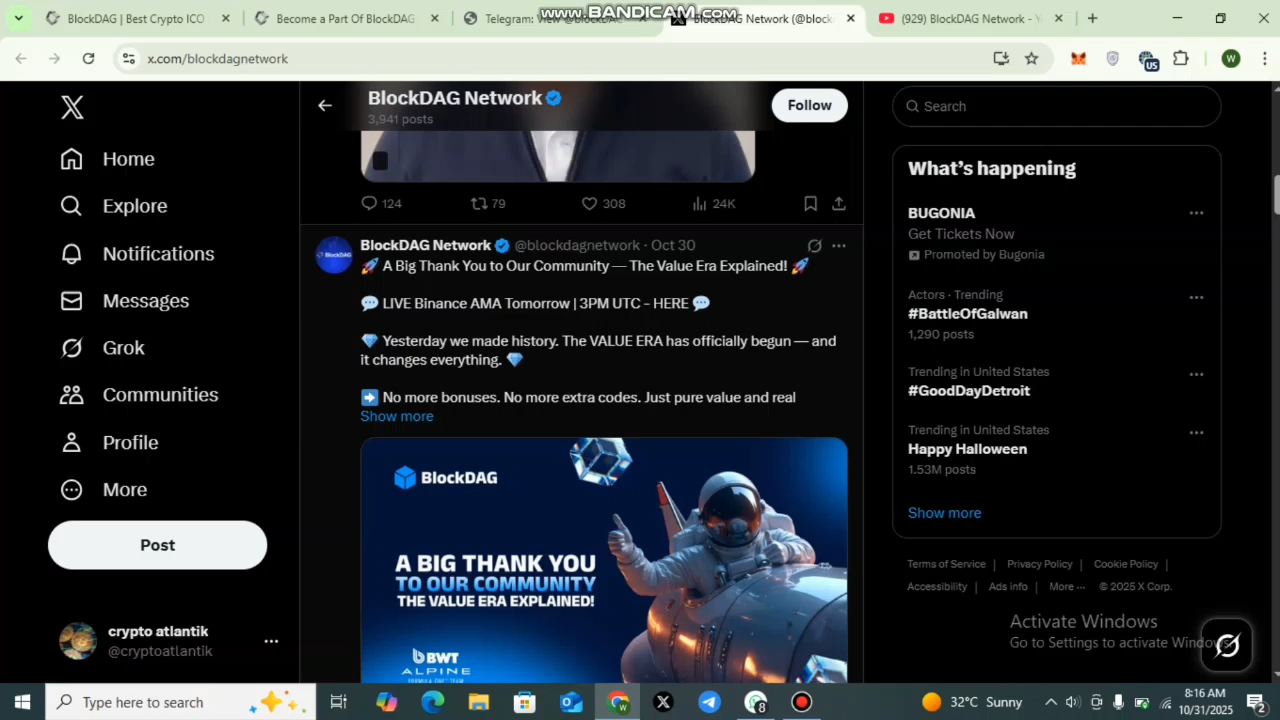 www.BANDICAM.com
BlockDAG | Best Crypto ICO
Become a Part Of BlockDAG
Telegram: View @
BlockDAG Network (@block
(929) BlockDAG Network - Y
x.com/blockdagnetwork
US
W
BlockDAG Network
3,941 posts
Follow
Search
Home
Explore
Notifications
Messages
Grok
Communities
Profile
More
Post
crypto atlantik
@cryptoatlantik
124
79
308
24K
BlockDAG
BlockDAG Network @blockdagnetwork · Oct 30
🚀 A Big Thank You to Our Community — The Value Era Explained! 🚀
💬 LIVE Binance AMA Tomorrow | 3PM UTC - HERE 💬
💎 Yesterday we made history. The VALUE ERA has officially begun — and
it changes everything. 💎
➡️ No more bonuses. No more extra codes. Just pure value and real
Show more
BlockDAG
A BIG THANK YOU
TO OUR COMMUNITY
THE VALUE ERA EXPLAINED!
BWT
ALPINE
FORMULA ONE TEAM
What's happening
BUGONIA
Get Tickets Now
Promoted by Bugonia
Actors · Trending
#BattleOfGalwan
1,290 posts
Trending in United States
#GoodDayDetroit
Trending in United States
Happy Halloween
1.53M posts
Show more
Terms of Service | Privacy Policy | Cookie Policy |
Accessibility | Ads info | More ··· © 2025 X Corp.
Activate Windows
Go to Settings to activate Windows.
Type here to search
8
32°C Sunny
8:16 AM
10/31/2025
2